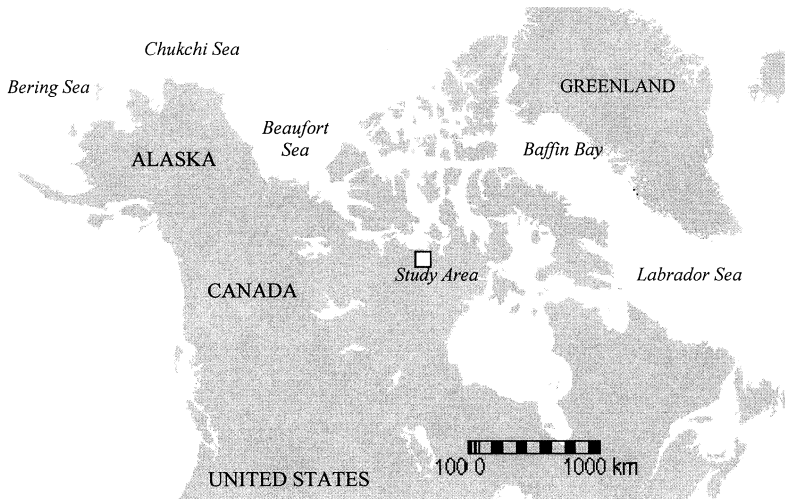 Chukchi Sea
Bering Sea
GREENLAND
Beaufort
Sea
ALASKA
Baffin Bay
Study Area
Labrador Sea
CANADA
100 0 1000 km
UNITED STATES